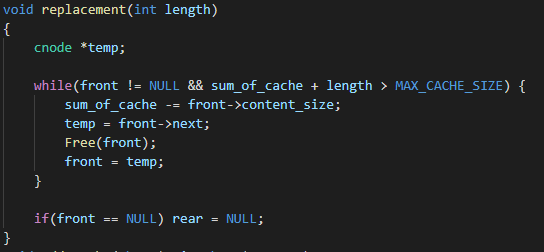 void replacement(int length)
{
    cnode *temp;

    while(front != NULL && sum_of_cache + length > MAX_CACHE_SIZE) {
        sum_of_cache -= front->content_size;
        temp = front->next;
        Free(front);
        front = temp;
    }

    if(front == NULL) rear = NULL;
}